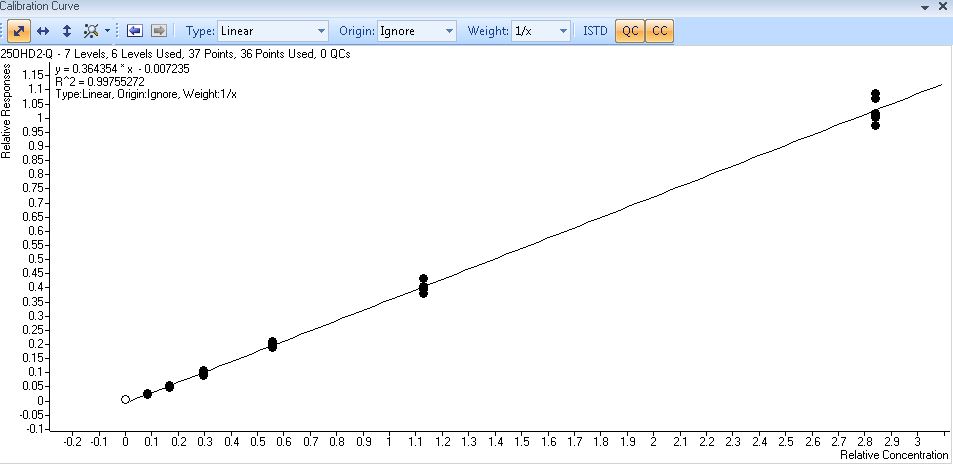 Calibration Curve
Type: Linear Origin: Ignore Weight: 1/x ISTD QC CC
25OHD2-Q - 7 Levels, 6 Levels Used, 37 Points, 36 Points Used, 0 QCs
y = 0.364354 * x - 0.007235
R^2 = 0.99755272
Type:Linear, Origin:Ignore, Weight:1/x
Relative Responses
1.15
1.1
1.05
1
0.95
0.9
0.85
0.8
0.75
0.7
0.65
0.6
0.55
0.5
0.45
0.4
0.35
0.3
0.25
0.2
0.15
0.1
0.05
0
-0.05
-0.1
-0.2 -0.1 0 0.1 0.2 0.3 0.4 0.5 0.6 0.7 0.8 0.9 1 1.1 1.2 1.3 1.4 1.5 1.6 1.7 1.8 1.9 2 2.1 2.2 2.3 2.4 2.5 2.6 2.7 2.8 2.9 3
Relative Concentration